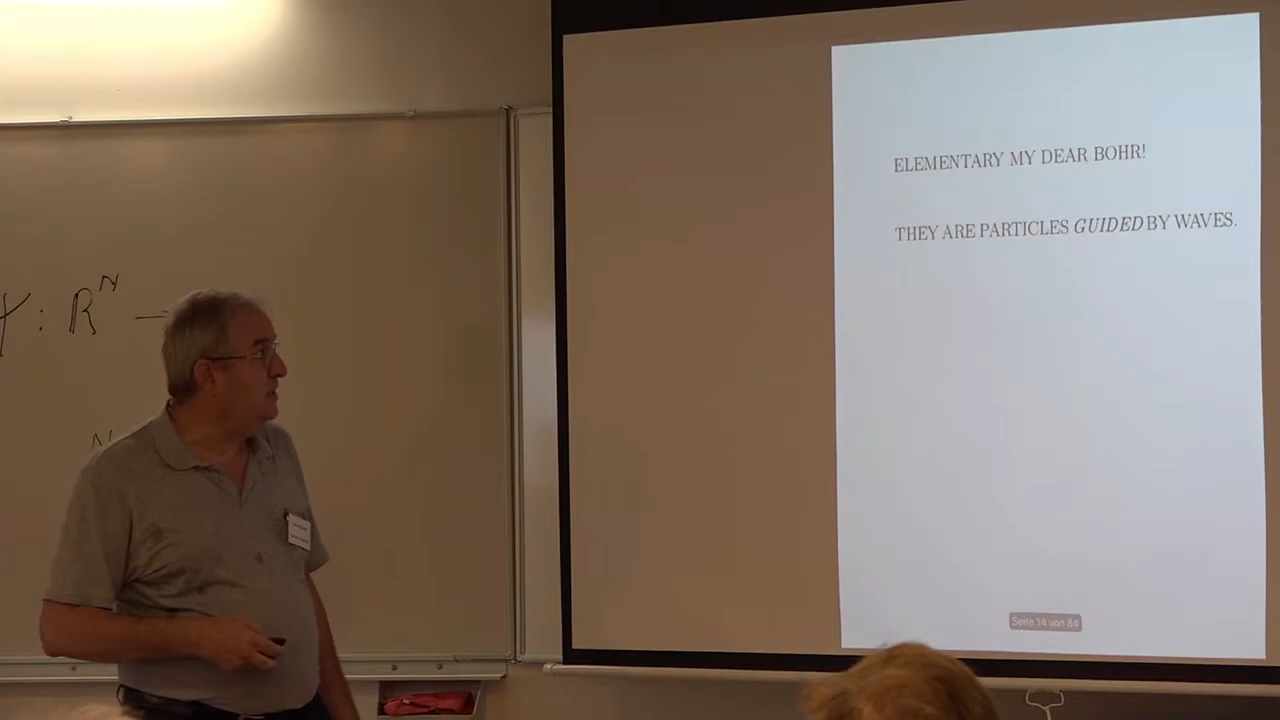 ELEMENTARY MY DEAR BOHR!
THEY ARE PARTICLES GUIDED BY WAVES.
: R^N —
N
Seite 14 von 84